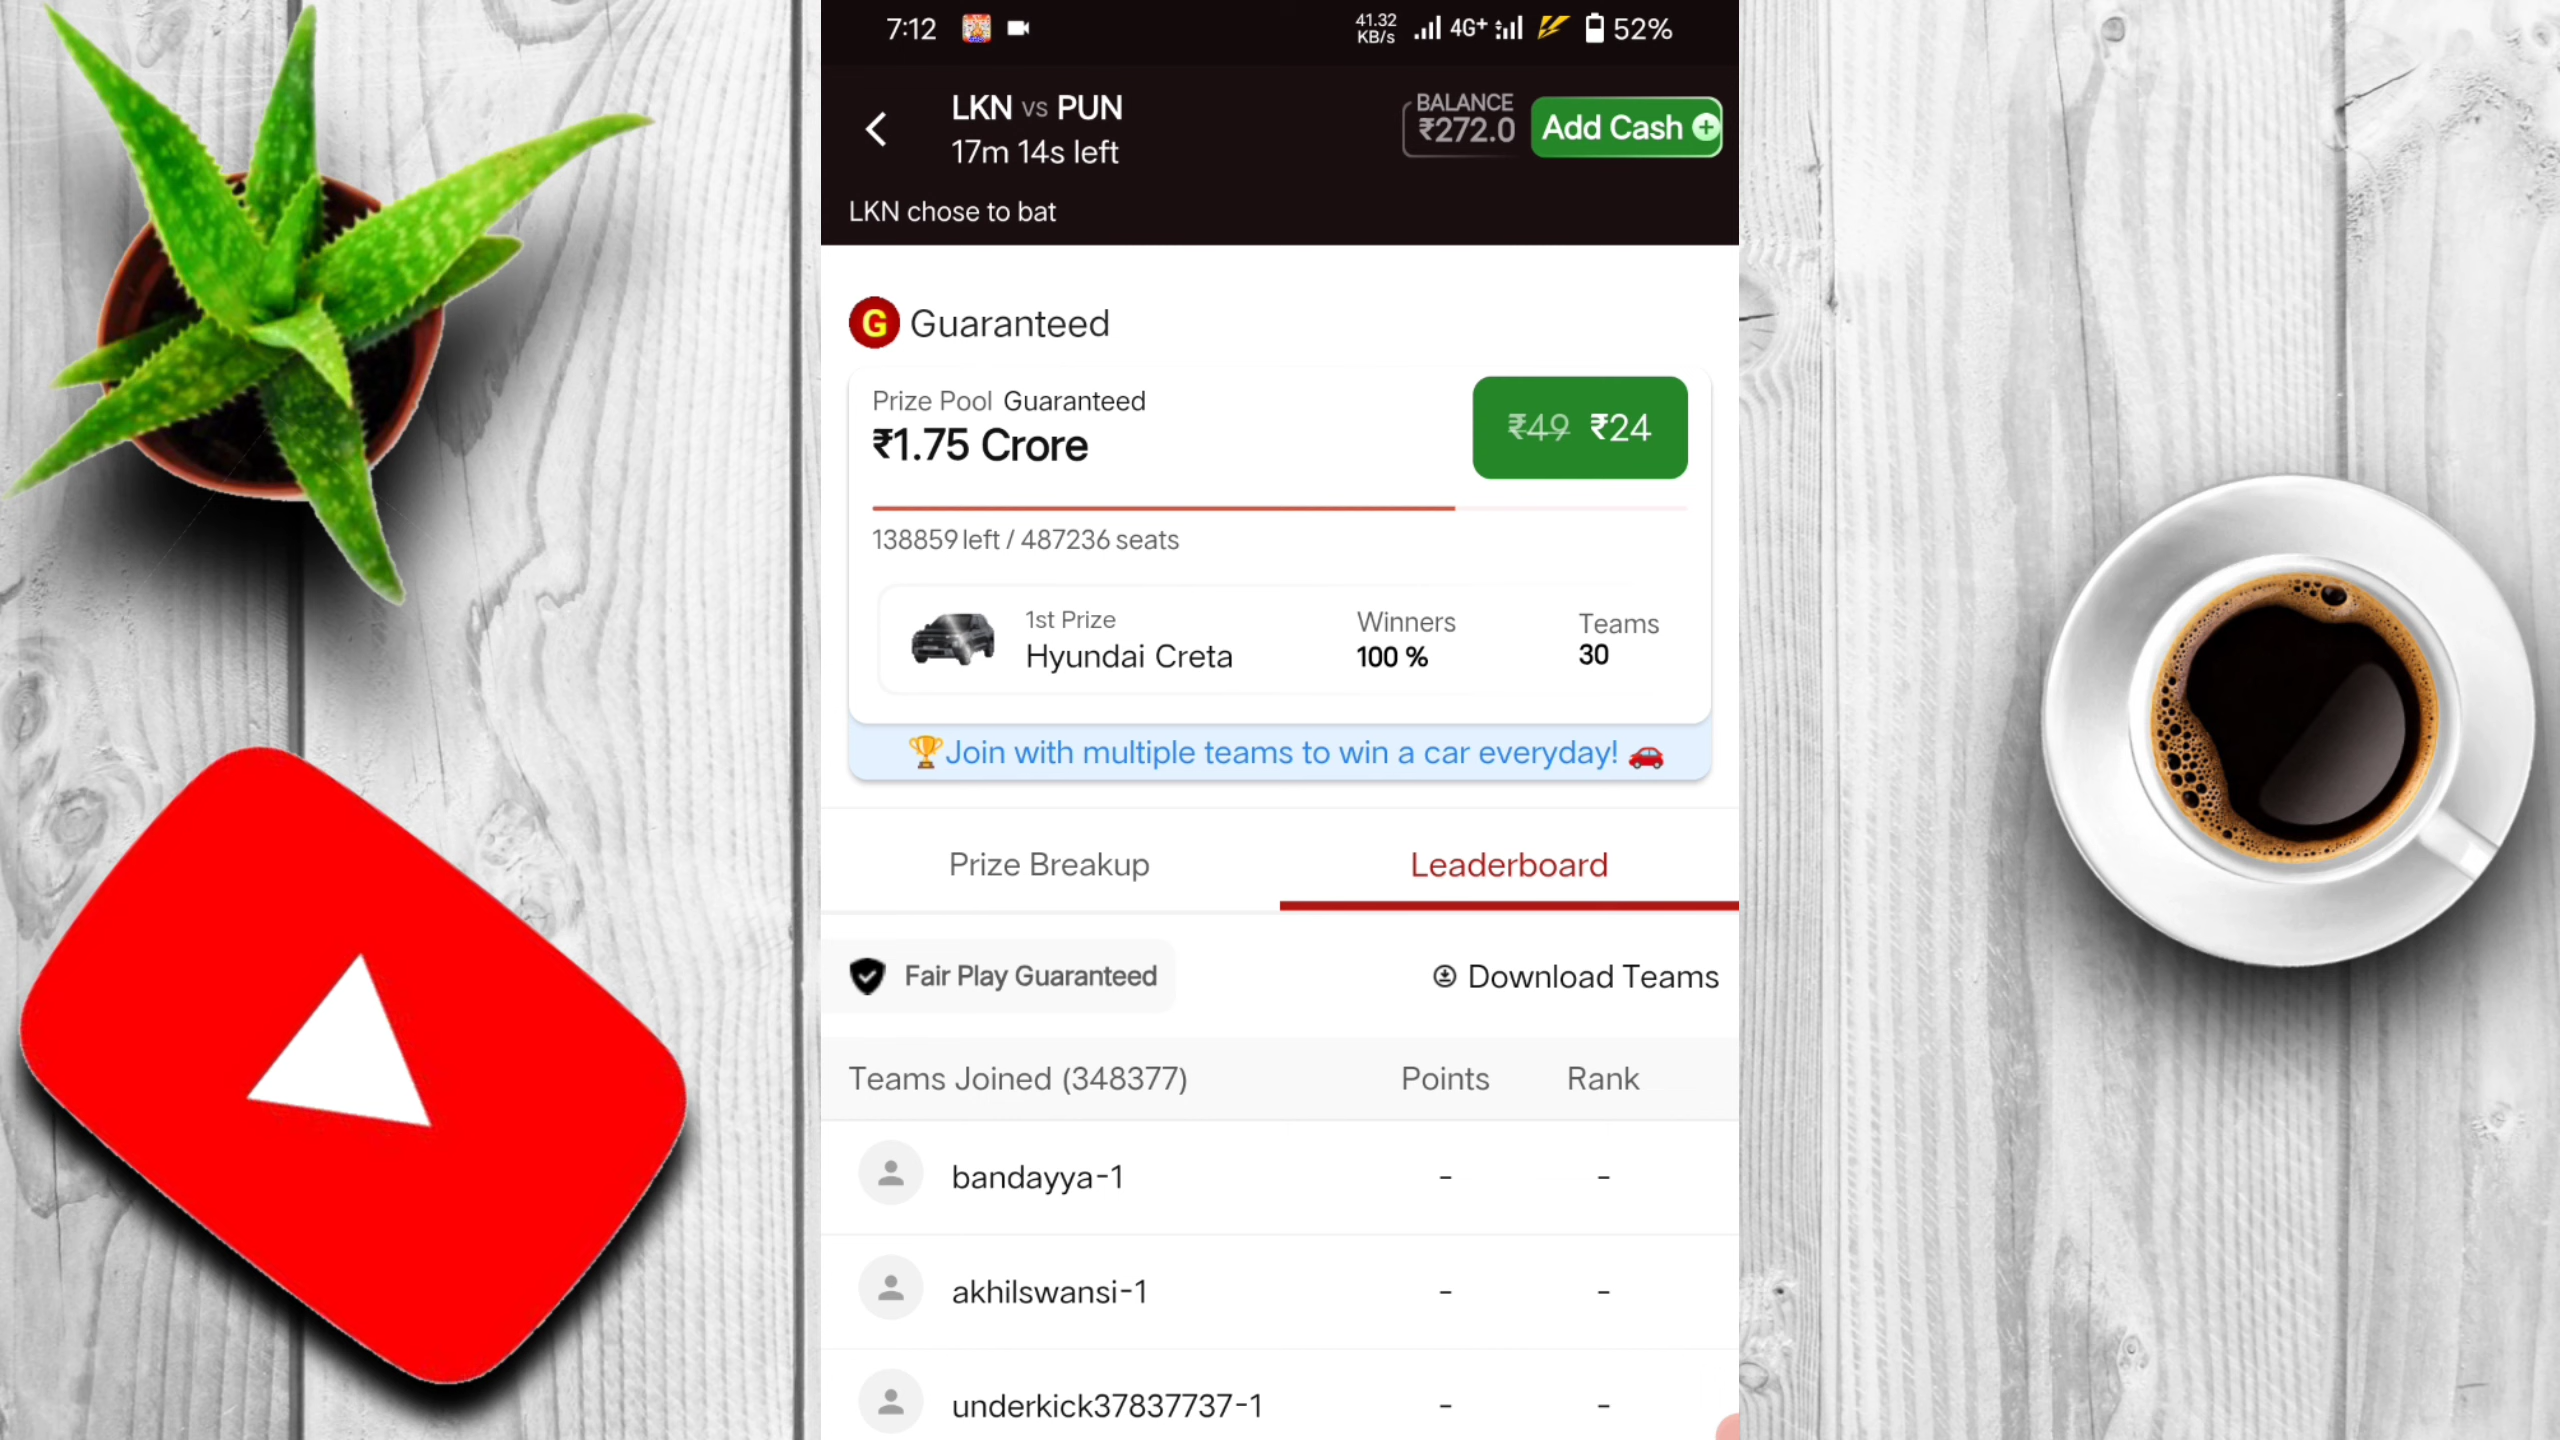 7:12
41.32
KB/s
4G+
52%
LKN vs PUN
17m 14s left
BALANCE
₹272.0
Add Cash
LKN chose to bat
G Guaranteed
Prize Pool Guaranteed
₹1.75 Crore
₹49 ₹24
138859 left / 487236 seats
1st Prize
Hyundai Creta
Winners
100 %
Teams
30
🏆Join with multiple teams to win a car everyday! 🚗
Prize Breakup
Leaderboard
Fair Play Guaranteed
Download Teams
Teams Joined (348377) Points Rank
bandayya-1 - -
akhilswansi-1 - -
underkick37837737-1 - -